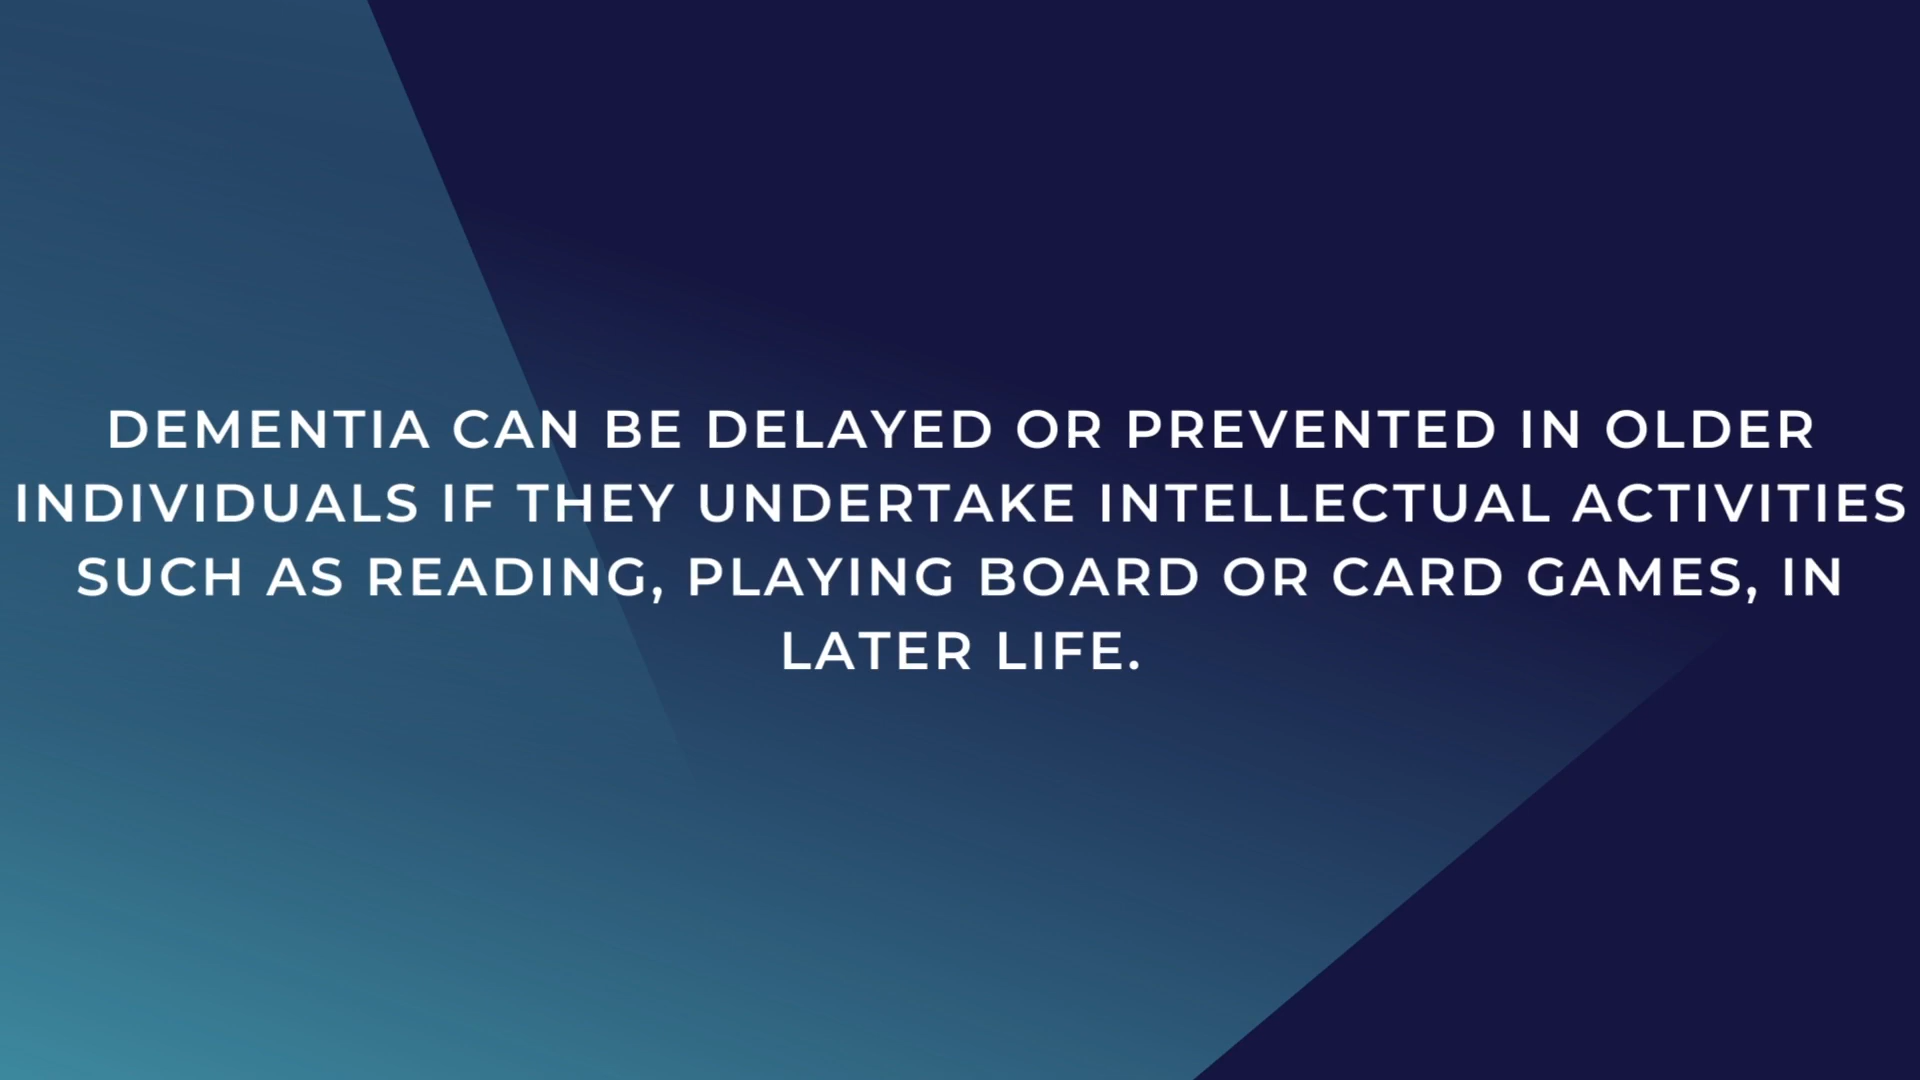 DEMENTIA CAN BE DELAYED OR PREVENTED IN OLDER
INDIVIDUALS IF THEY UNDERTAKE INTELLECTUAL ACTIVITIES
SUCH AS READING, PLAYING BOARD OR CARD GAMES, IN
LATER LIFE.